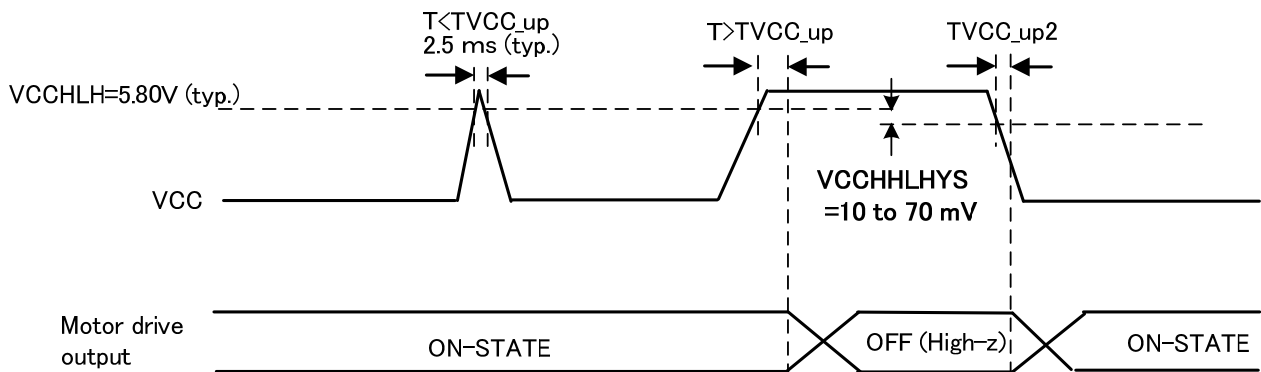 T<TVCC_up
2.5 ms (typ.)
T>TVCC_up
TVCC_up2
VCCHLH=5.80V (typ.)
VCCHHLHYS
=10 to 70 mV
VCC
Motor drive
output
ON-STATE
OFF (High-z)
ON-STATE